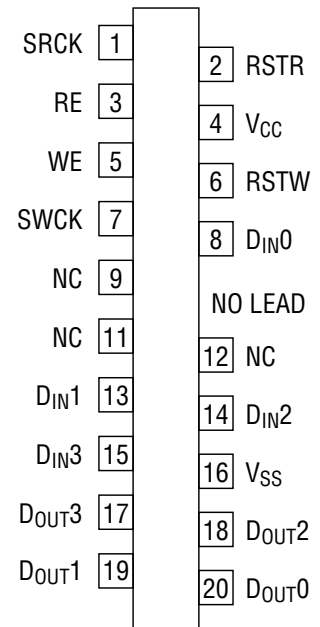 SRCK 1
2 RSTR
RE 3
4 VCC
WE 5
6 RSTW
SWCK 7
8 DIN0
NC 9
NO LEAD
NC 11
12 NC
DIN1 13
14 DIN2
DIN3 15
16 VSS
DOUT3 17
18 DOUT2
DOUT1 19
20 DOUT0